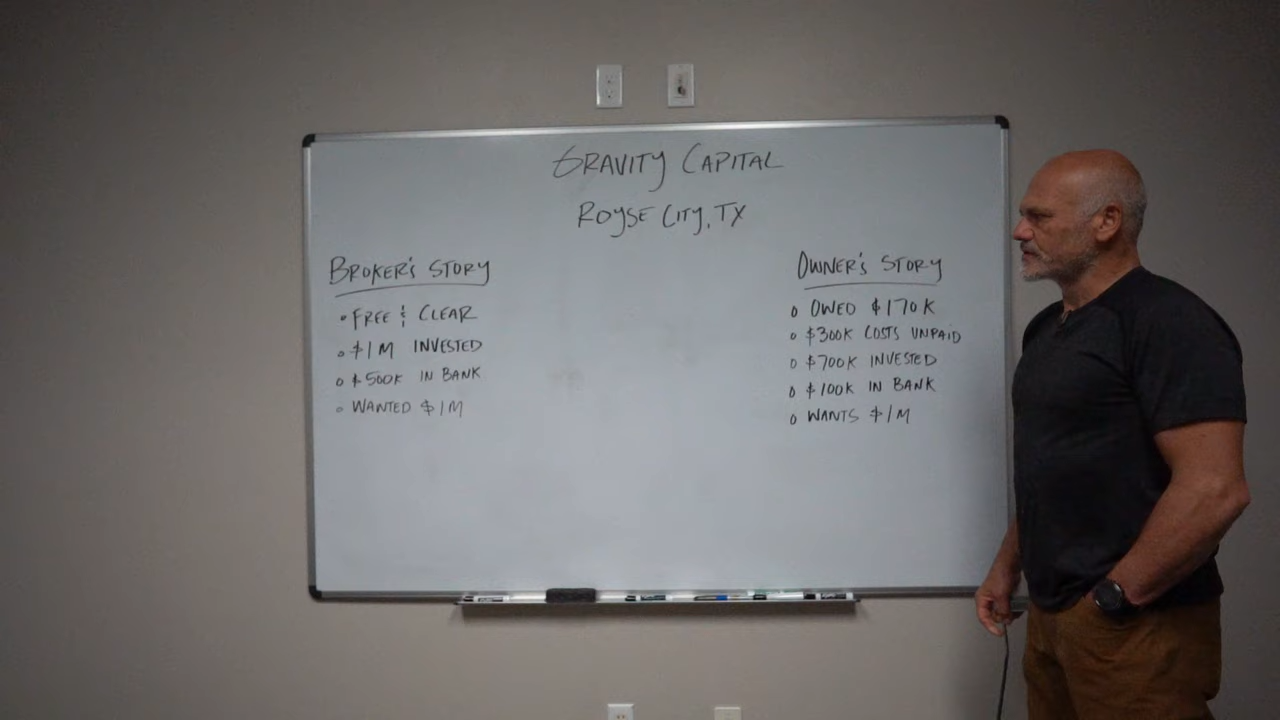 GRAVITY CAPITAL
ROYSE CITY, TX
BROKER'S STORY
• FREE & CLEAR
• $1M INVESTED
• $500K IN BANK
• WANTED $1M
OWNER'S STORY
• OWED $170K
• $300K COSTS UNPAID
• $700K INVESTED
• $100K IN BANK
• WANTS $1M